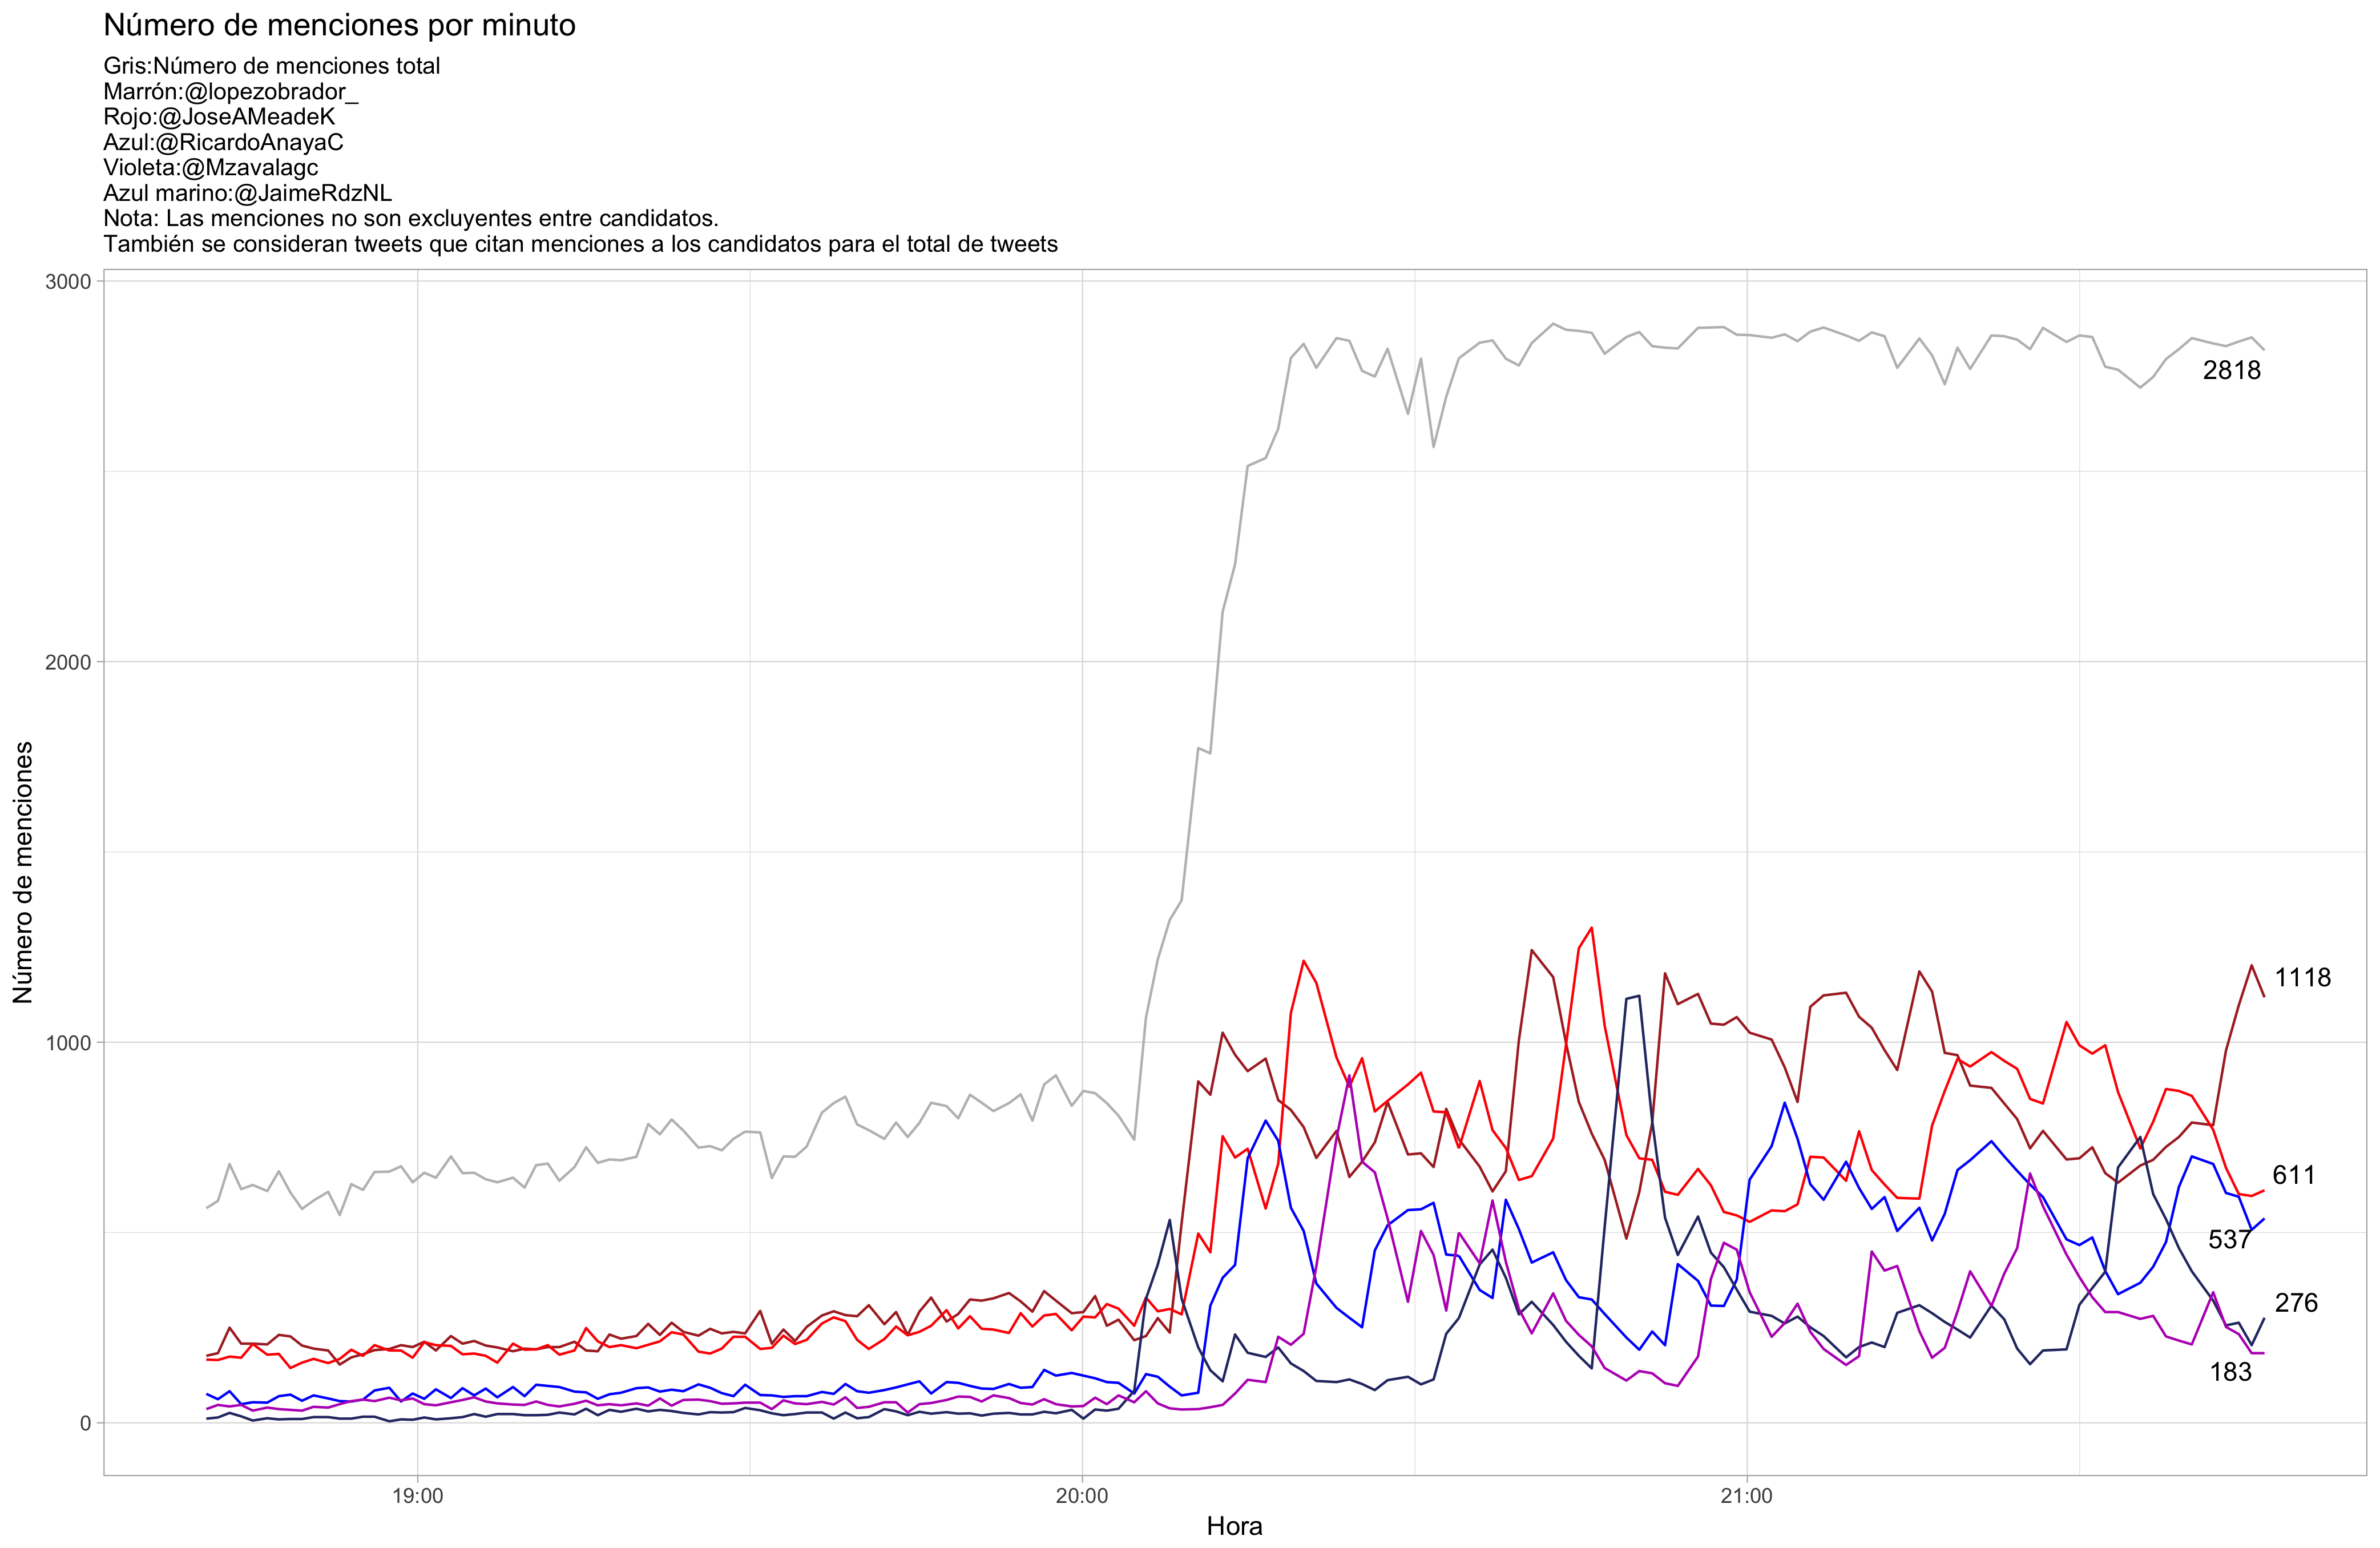 Número de menciones por minuto
Gris:Número de menciones total
Marrón:@lopezobrador_
Rojo:@JoseAMeadeK
Azul:@RicardoAnayaC
Violeta:@Mzavalagc
Azul marino:@JaimeRdzNL
Nota: Las menciones no son excluyentes entre candidatos.
También se consideran tweets que citan menciones a los candidatos para el total de tweets
Número de menciones
3000
2000
1000
0
2818
1118
611
537
276
183
19:00
20:00
21:00
Hora